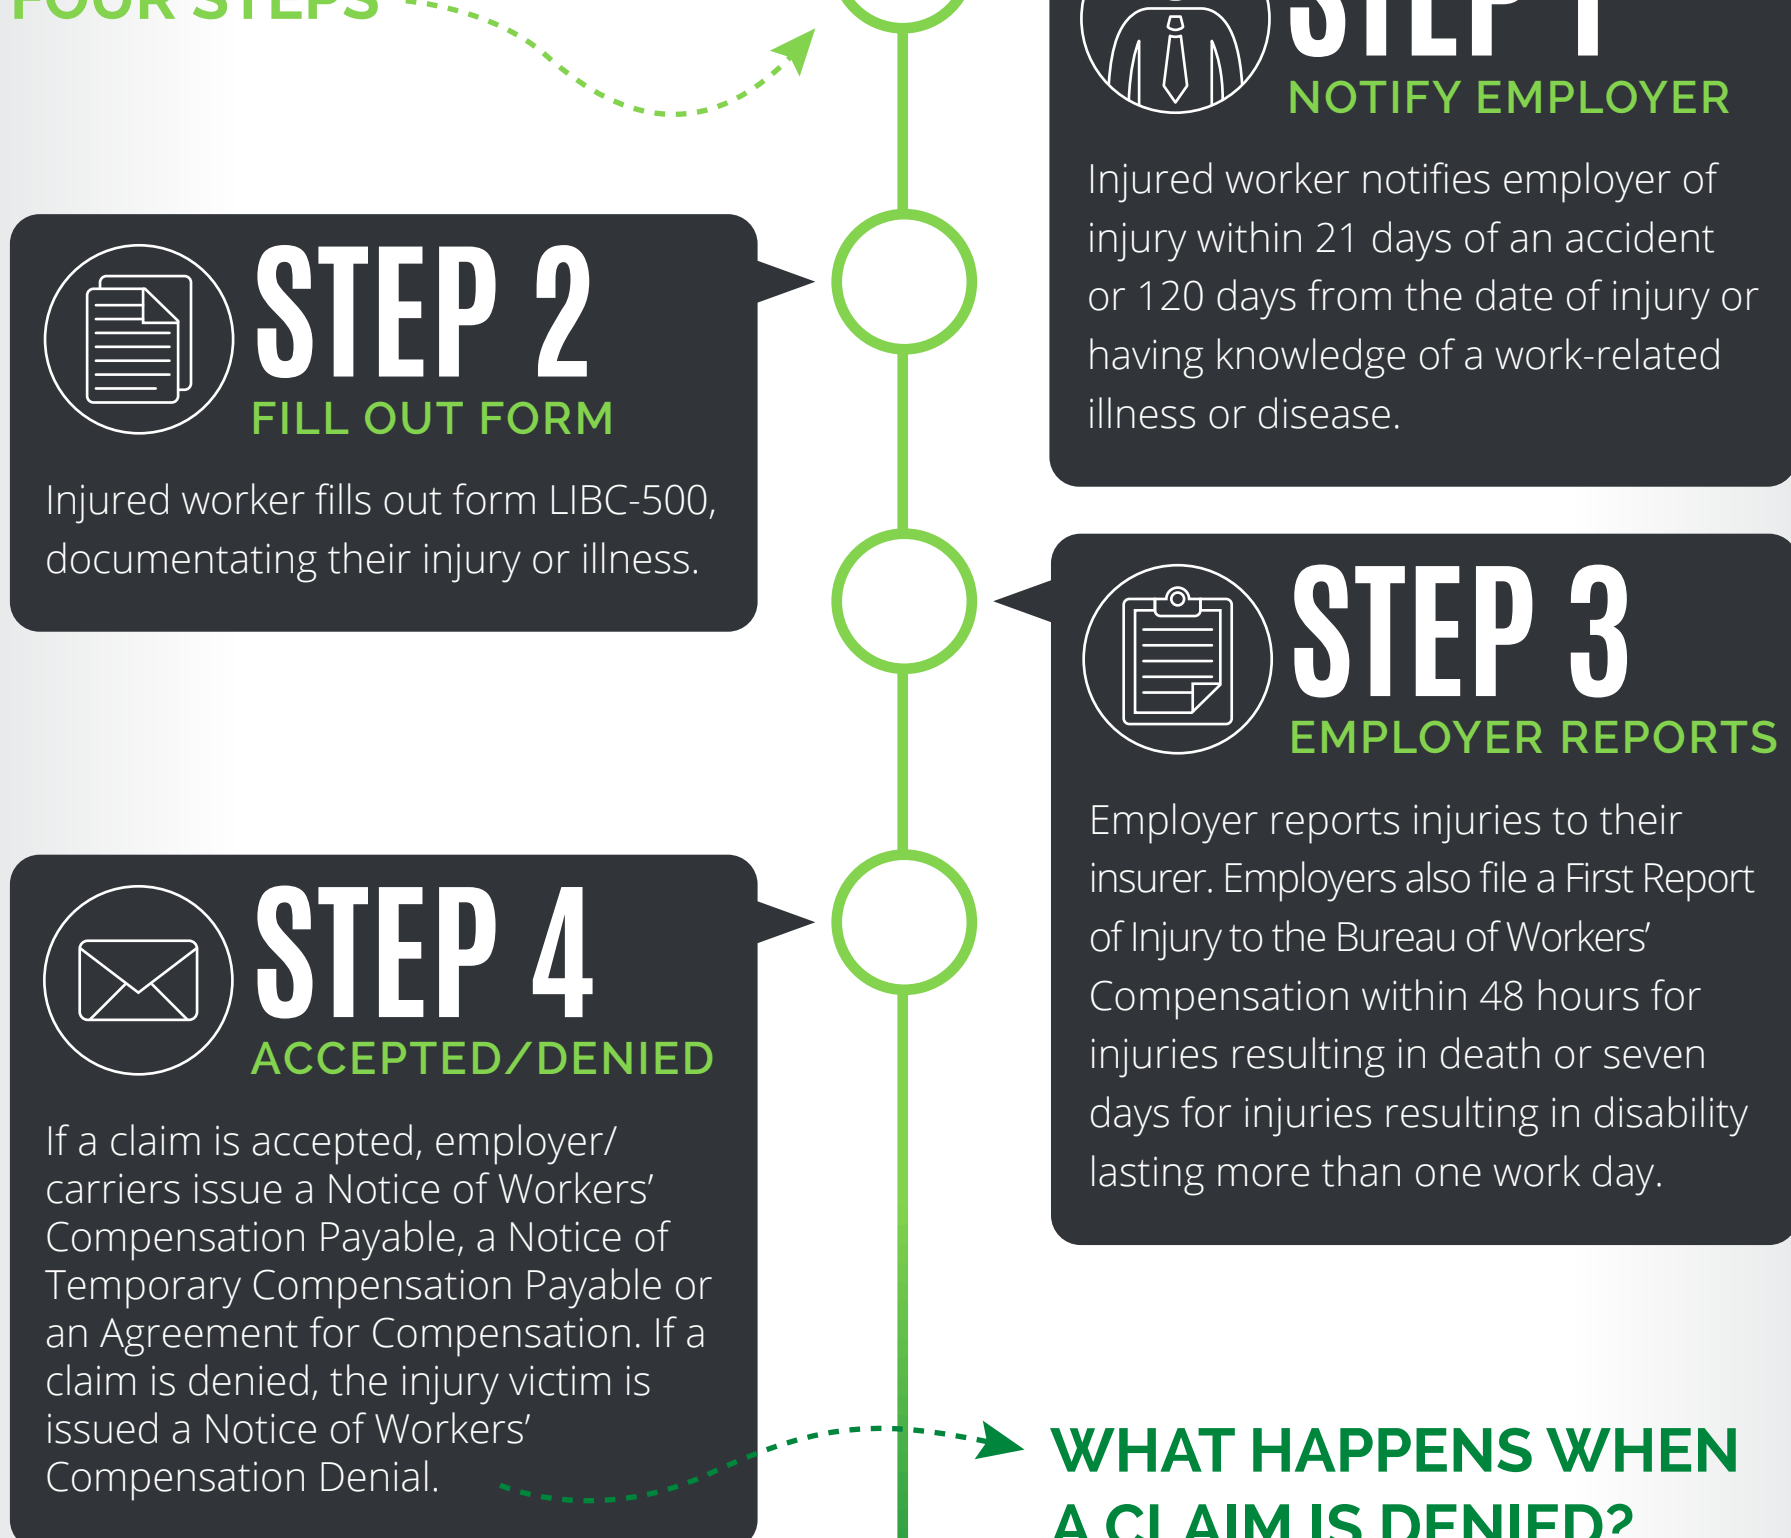 FOUR STEPS
STEP 1
NOTIFY EMPLOYER
Injured worker notifies employer of
injury within 21 days of an accident
or 120 days from the date of injury or
having knowledge of a work-related
illness or disease.
STEP 2
FILL OUT FORM
Injured worker fills out form LIBC-500,
documentating their injury or illness.
STEP 3
EMPLOYER REPORTS
Employer reports injuries to their
insurer. Employers also file a First Report
of Injury to the Bureau of Workers’
Compensation within 48 hours for
injuries resulting in death or seven
days for injuries resulting in disability
lasting more than one work day.
STEP 4
ACCEPTED/DENIED
If a claim is accepted, employer/
carriers issue a Notice of Workers’
Compensation Payable, a Notice of
Temporary Compensation Payable or
an Agreement for Compensation. If a
claim is denied, the injury victim is
issued a Notice of Workers’
Compensation Denial.
WHAT HAPPENS WHEN
A CLAIM IS DENIED?